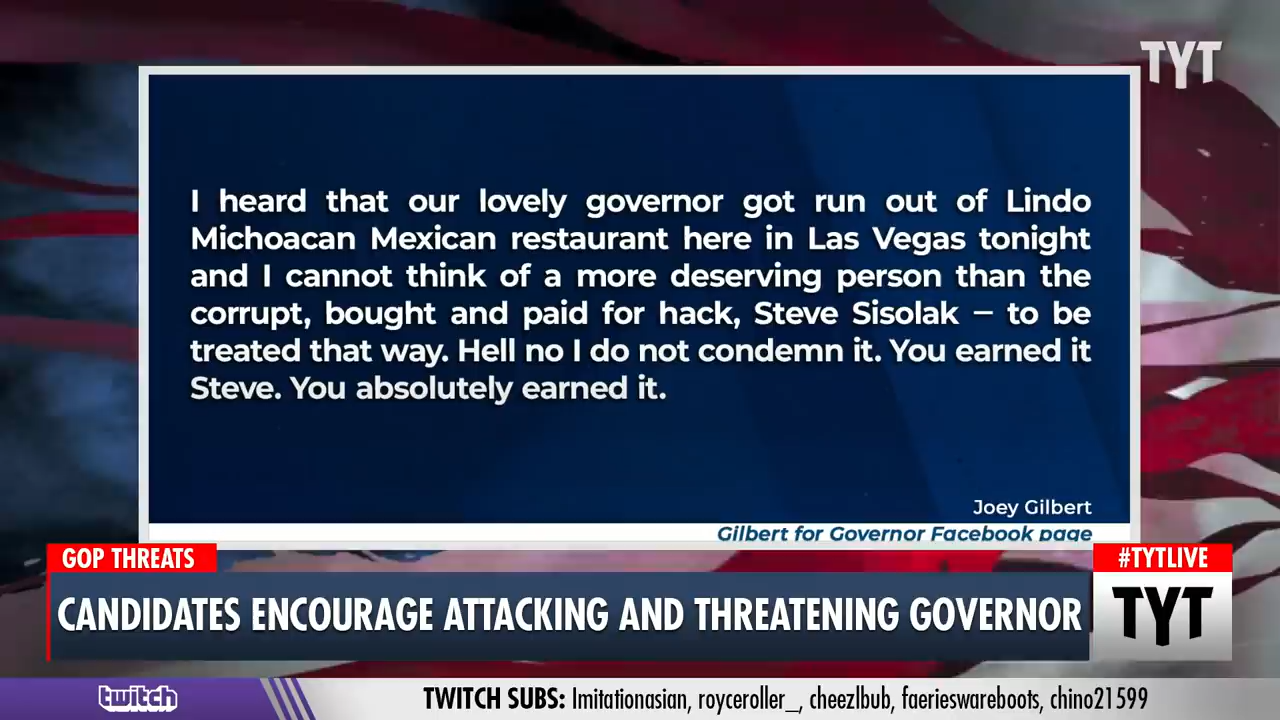 TYT
I heard that our lovely governor got run out of Lindo
Michoacan Mexican restaurant here in Las Vegas tonight
and I cannot think of a more deserving person than the
corrupt, bought and paid for hack, Steve Sisolak – to be
treated that way. Hell no I do not condemn it. You earned it
Steve. You absolutely earned it.
Joey Gilbert
Gilbert for Governor Facebook page
GOP THREATS
#TYTLIVE
CANDIDATES ENCOURAGE ATTACKING AND THREATENING GOVERNOR
TYT
twitch
TWITCH SUBS: Imitationasian, royceroller_, cheezlbub, faerieswareboots, chino21599